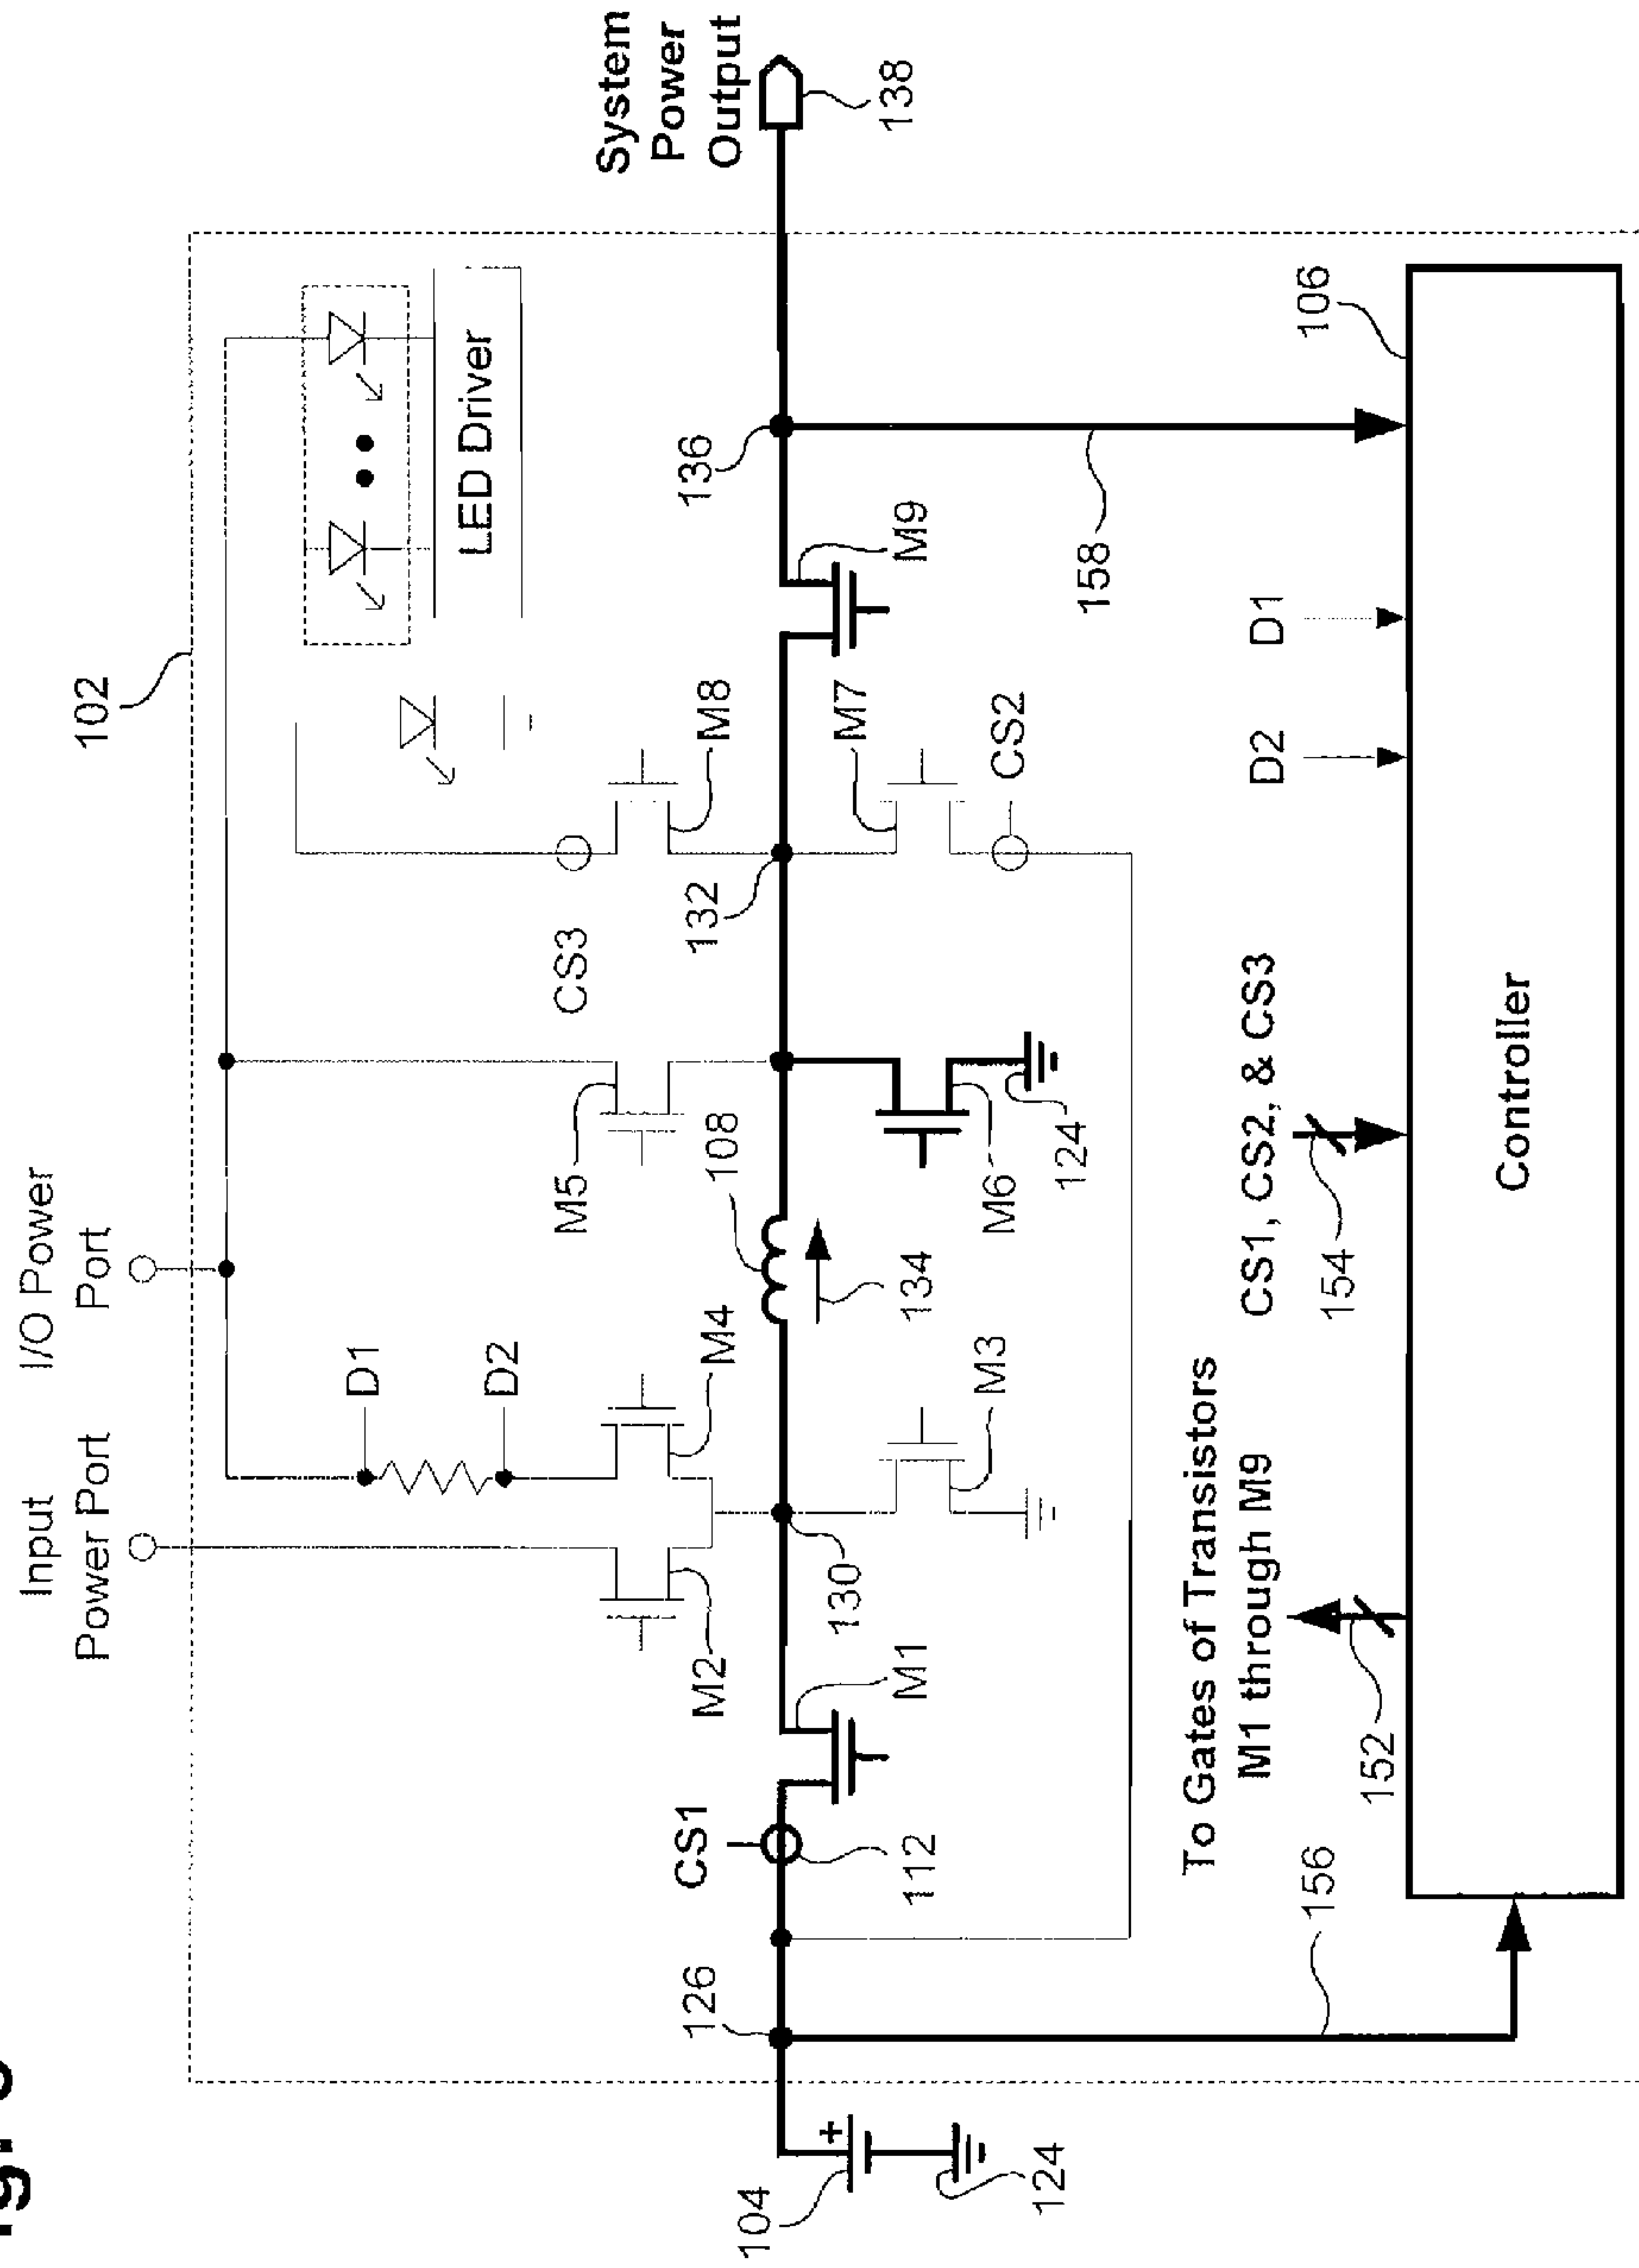 Input
Power Port
I/O Power
Port
102
D1
D2
LED Driver
M5
CS3
System
Power
Output
126
CS1
M2
M4
108
132
M8
136
104
+
130
M7
112
M1
134
M9
138
M3
M6
CS2
124
124
158
To Gates of Transistors
M1 through M9
CS1, CS2, & CS3
D2
D1
156
152
154
106
Controller